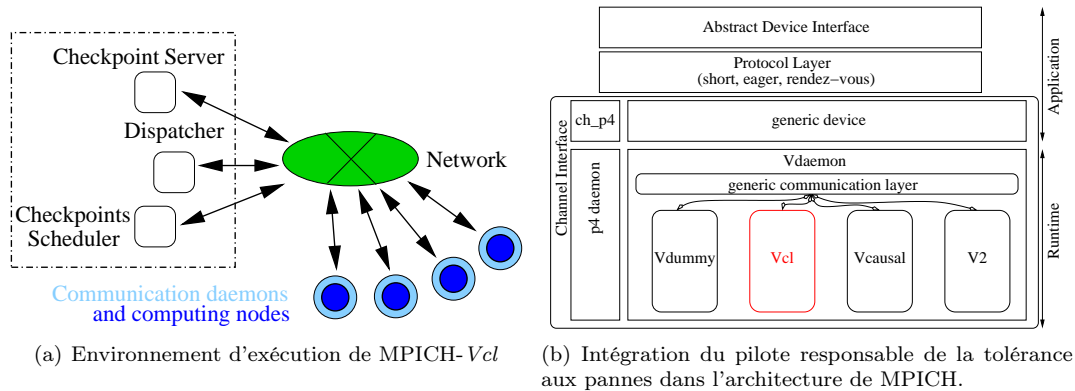 Checkpoint Server
Dispatcher
Checkpoints
Scheduler
Network
Communication daemons
and computing nodes
(a) Environnement d'exécution de MPICH-Vcl
Abstract Device Interface
Protocol Layer
(short, eager, rendez−vous)
Application
Channel Interface
ch_p4
generic device
p4 daemon
Vdaemon
generic communication layer
Vdummy
Vcl
Vcausal
V2
Runtime
(b) Intégration du pilote responsable de la tolérance
aux pannes dans l'architecture de MPICH.